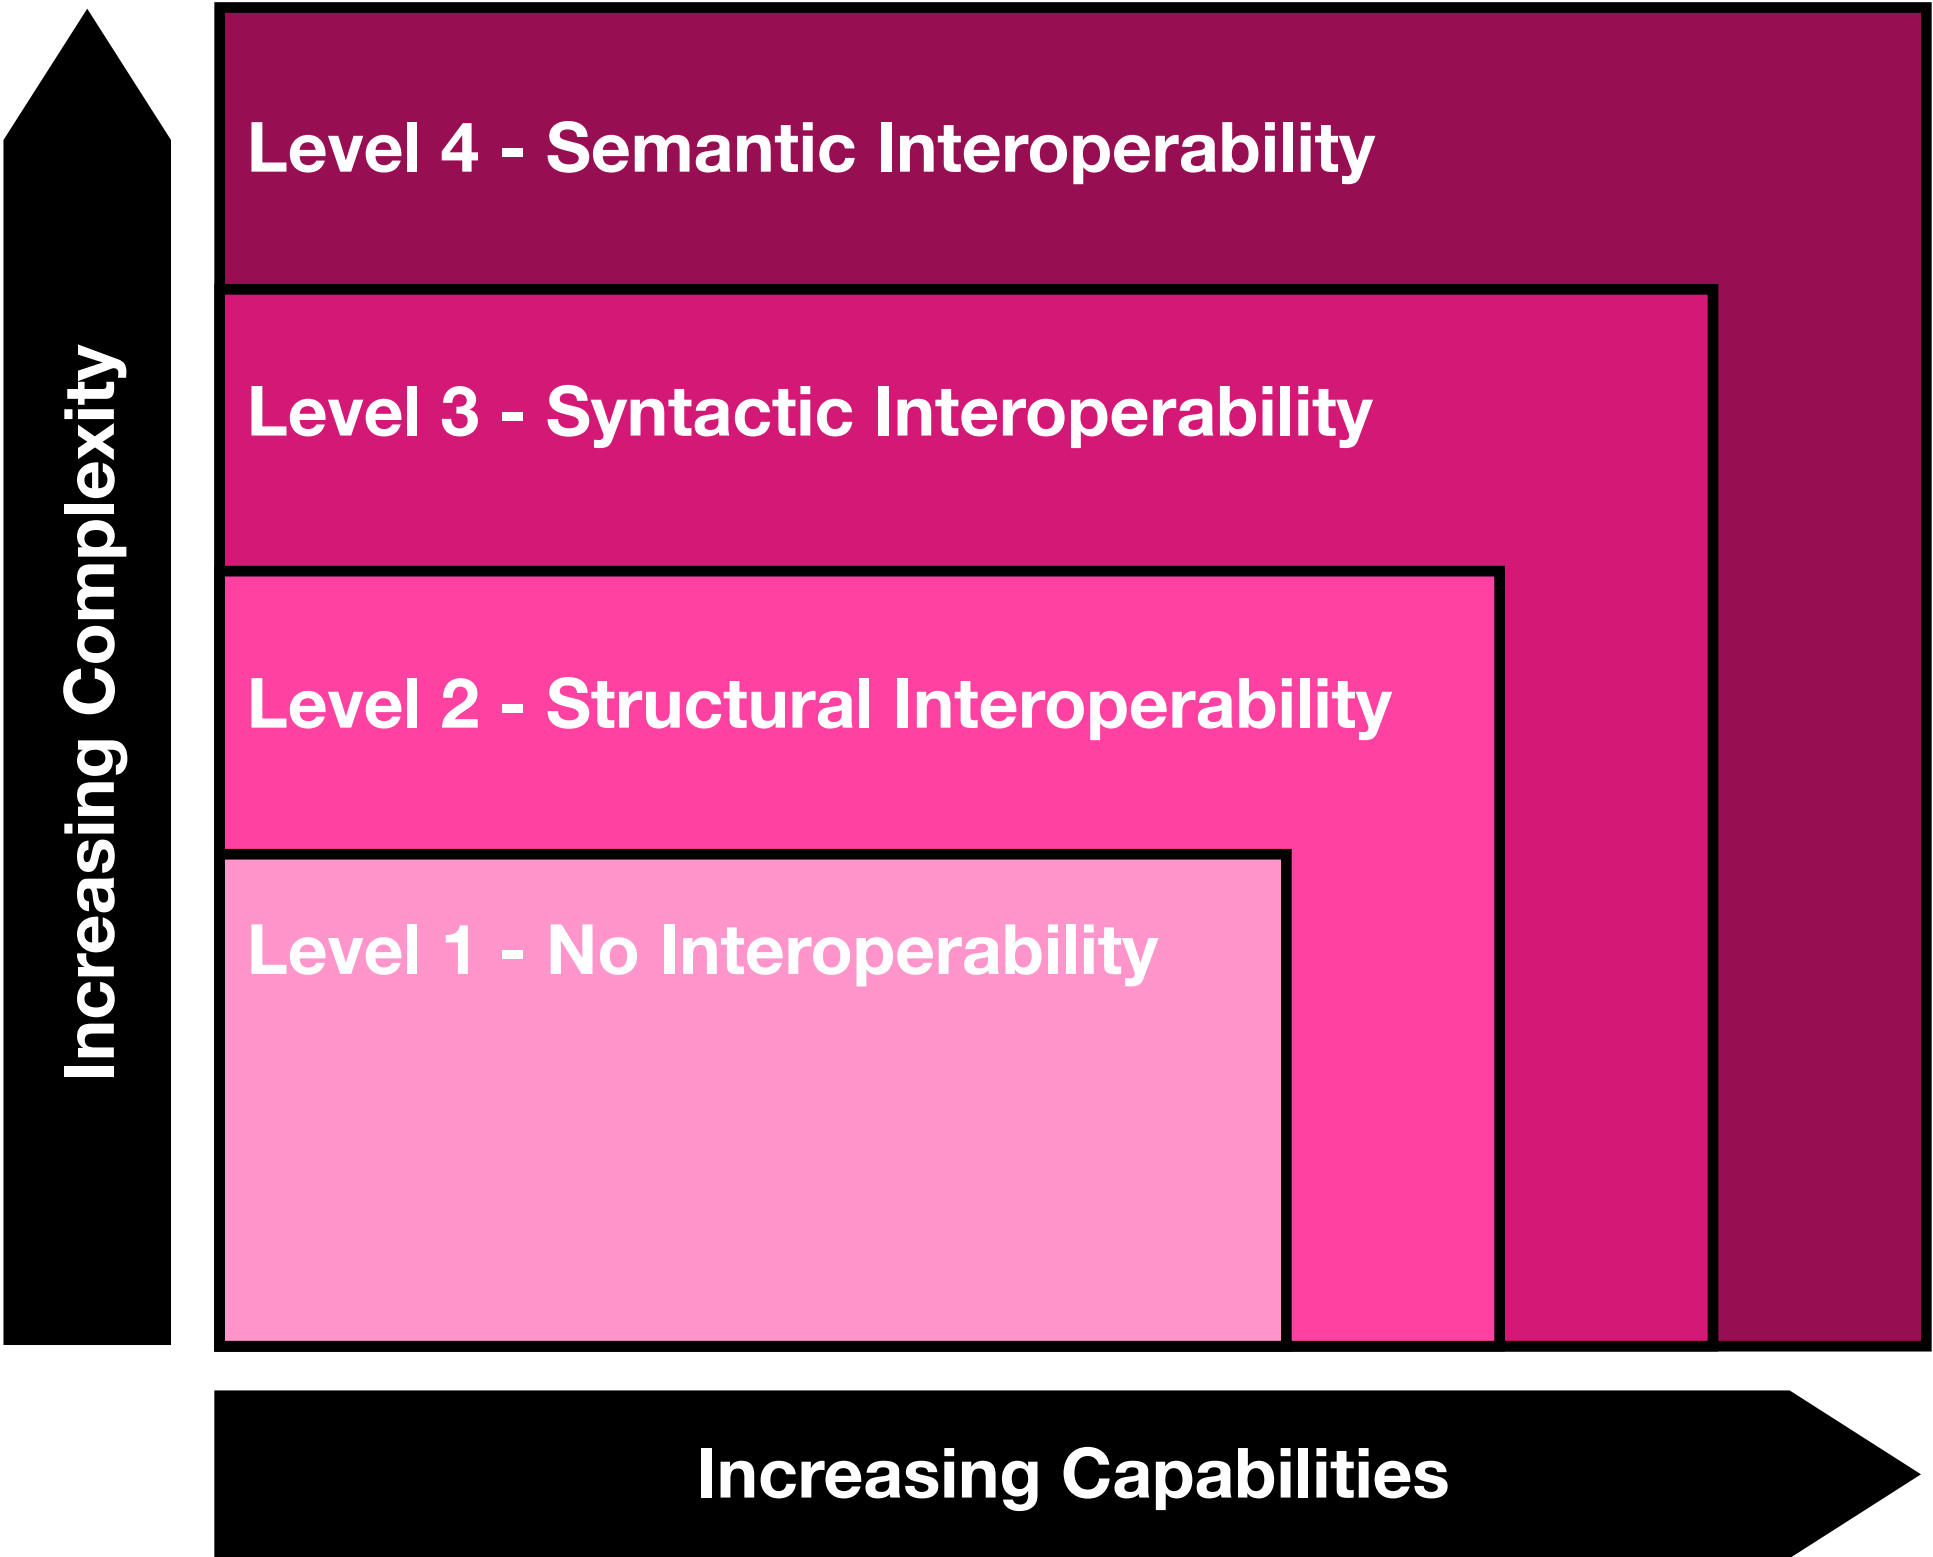 Level 4 - Semantic Interoperability
Level 3 - Syntactic Interoperability
Level 2 - Structural Interoperability
Level 1 - No Interoperability
Increasing Complexity
Increasing Capabilities